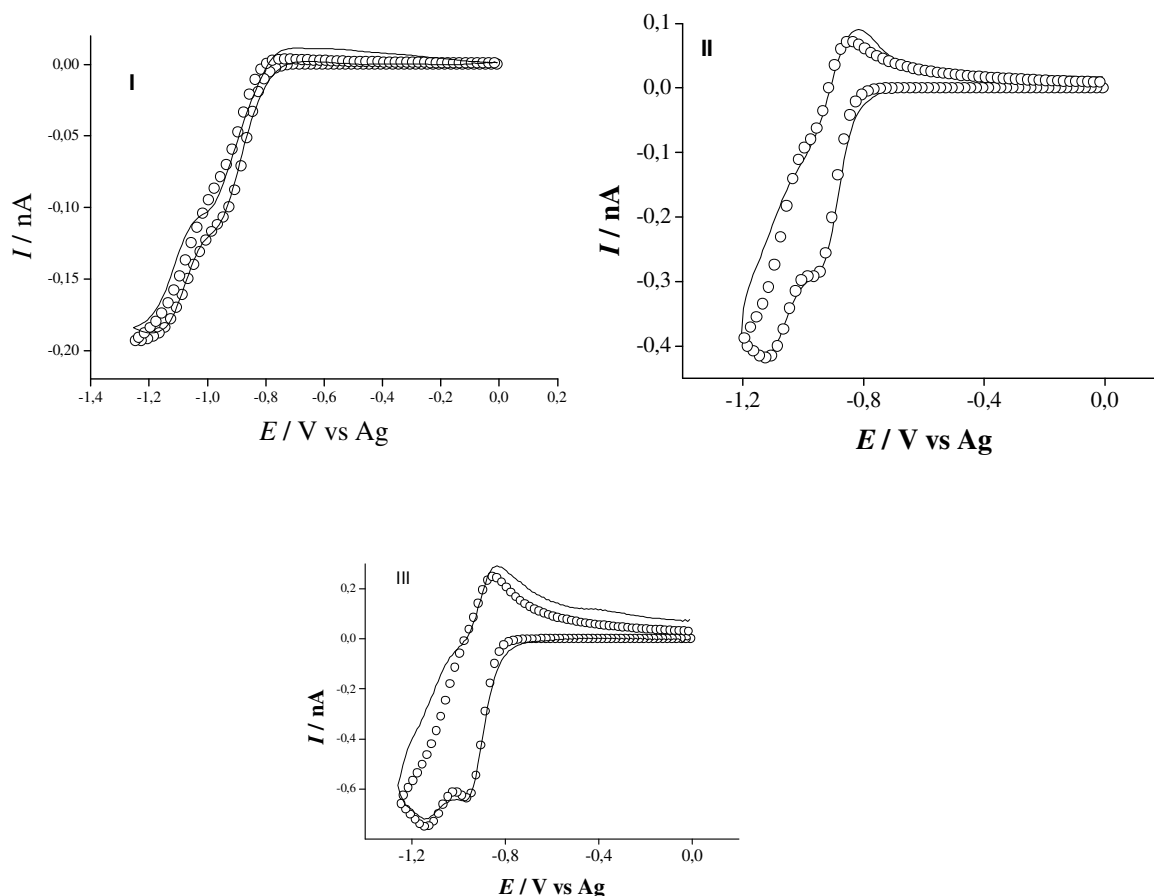 I
0,00
-0,05
-0,10
-0,15
-0,20
I / nA
-1,4 -1,2 -1,0 -0,8 -0,6 -0,4 -0,2 0,0 0,2
E / V vs Ag
II
0,1
0,0
-0,1
-0,2
-0,3
-0,4
I / nA
-1,2 -0,8 -0,4 0,0
E / V vs Ag
III
0,2
0,0
-0,2
-0,4
-0,6
I / nA
-1,2 -0,8 -0,4 0,0
E / V vs Ag